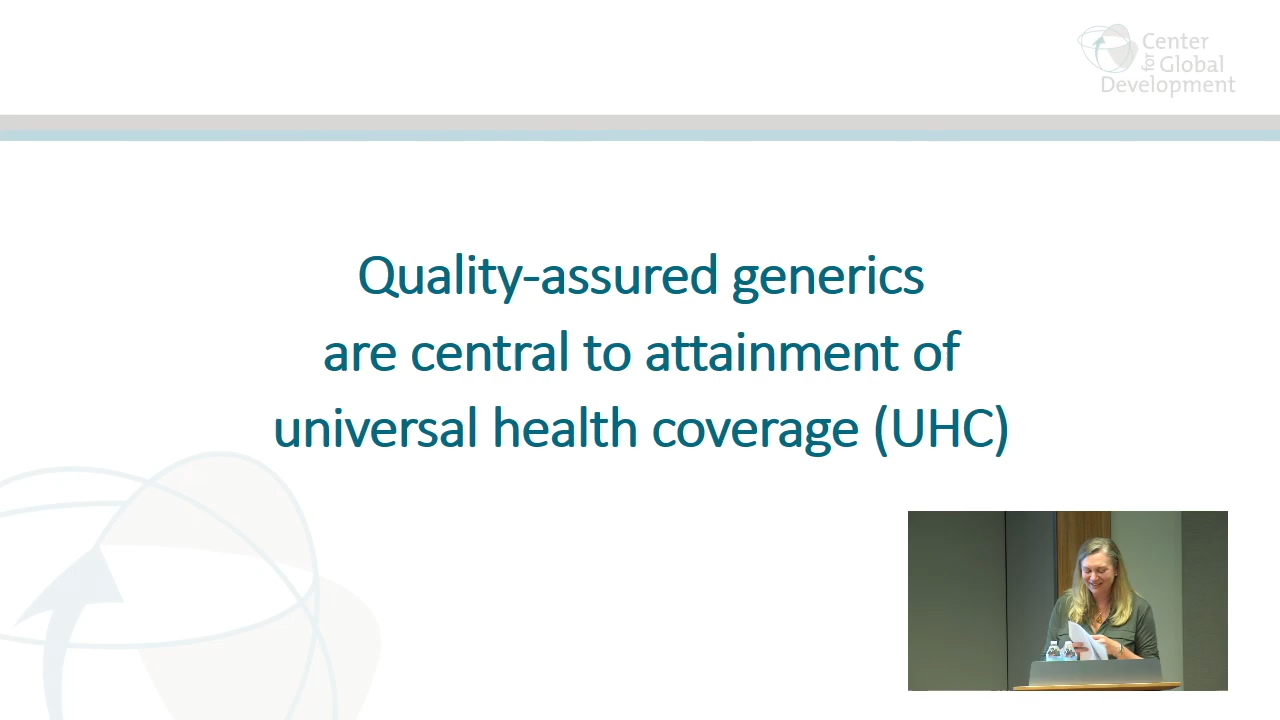 Center
for Global
Development
Quality-assured generics
are central to attainment of
universal health coverage (UHC)